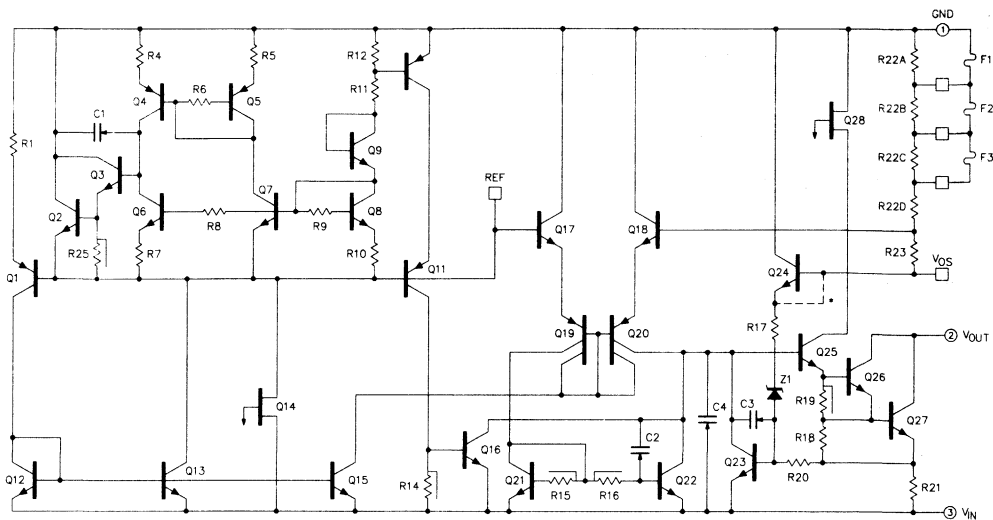 GND
1
R4
R5
R12
R22A
F1
R6
R11
Q4
Q5
C1
R22B
F2
Q28
R1
Q9
Q3
R22C
F3
Q7
REF
Q2
Q6
R8
R9
Q8
Q17
Q18
R22D
R25
R7
R10
R23
Q1
Q11
Q24
VOS
*
R17
Q19
Q20
2 VOUT
Q25
Q26
Z1
Q14
C4
C3
R19
Q27
C2
R18
Q16
Q12
Q13
Q15
R14
Q21
R15
R16
Q22
Q23
R20
R21
3 VIN